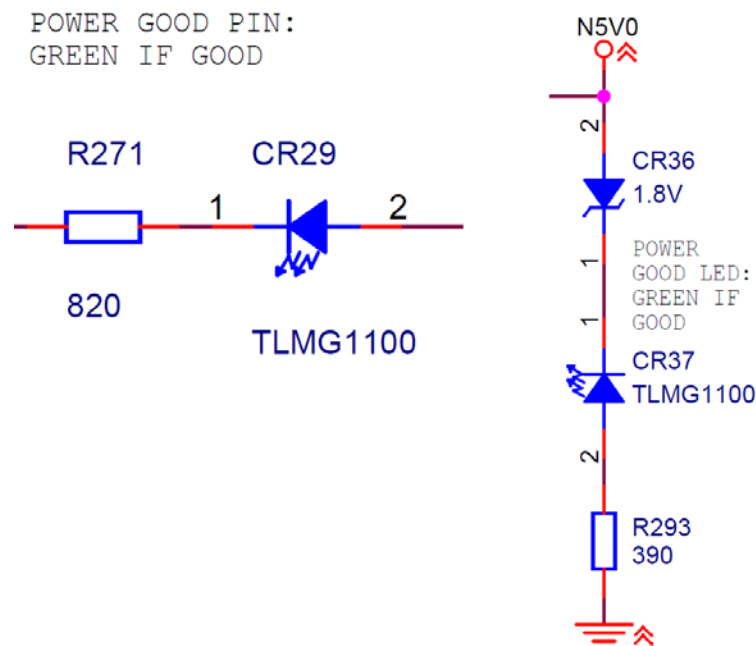 POWER GOOD PIN:
GREEN IF GOOD
R271
CR29
1
2
820
TLMG1100
N5V0
2
CR36
1.8V
1
POWER
GOOD LED:
GREEN IF
GOOD
1
CR37
TLMG1100
2
R293
390